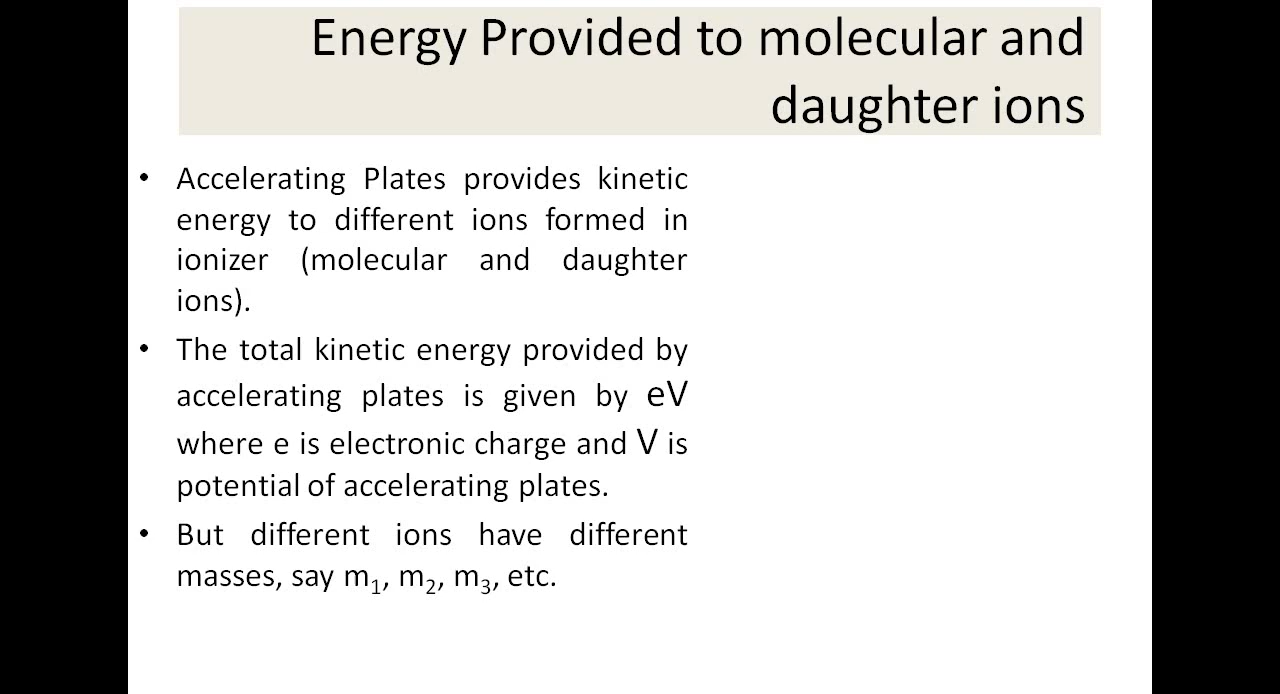 Energy Provided to molecular and
daughter ions
• Accelerating Plates provides kinetic
energy to different ions formed in
ionizer (molecular and daughter
ions).
• The total kinetic energy provided by
accelerating plates is given by eV
where e is electronic charge and V is
potential of accelerating plates.
• But different ions have different
masses, say m₁, m₂, m₃, etc.